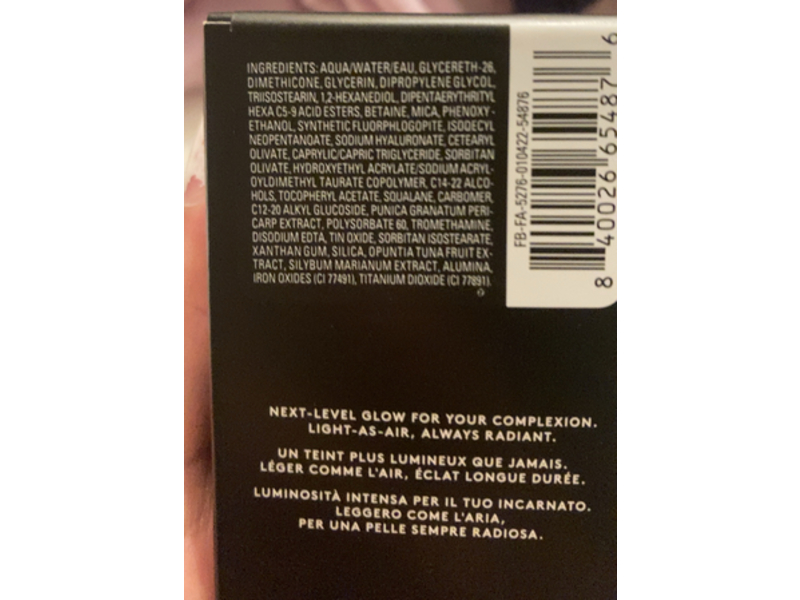 INGREDIENTS: AQUA/WATER/EAU, GLYCERETH-26,
DIMETHICONE, GLYCERIN, DIPROPYLENE GLYCOL,
TRIISOSTEARIN, 1,2-HEXANEDIOL, DIPENTAERYTHRITYL
HEXA C5-9 ACID ESTERS, BETAINE, MICA, PHENOXY-
ETHANOL, SYNTHETIC FLUORPHLOGOPITE, ISODECYL
NEOPENTANOATE, SODIUM HYALURONATE, CETEARYL
OLIVATE, CAPRYLIC/CAPRIC TRIGLYCERIDE, SORBITAN
OLIVATE, HYDROXYETHYL ACRYLATE/SODIUM ACRYL-
OYLDIMETHYL TAURATE COPOLYMER, C14-22 ALCO-
HOLS, TOCOPHERYL ACETATE, SQUALANE, CARBOMER,
C12-20 ALKYL GLUCOSIDE, PUNICA GRANATUM PERI-
CARP EXTRACT, POLYSORBATE 60, TROMETHAMINE,
DISODIUM EDTA, TIN OXIDE, SORBITAN ISOSTEARATE,
XANTHAN GUM, SILICA, OPUNTIA TUNA FRUIT EX-
TRACT, SILYBUM MARIANUM EXTRACT, ALUMINA,
IRON OXIDES (CI 77491), TITANIUM DIOXIDE (CI 77891).
FB-FA-5276-010422-54876
8 40026 65487 6
NEXT-LEVEL GLOW FOR YOUR COMPLEXION.
LIGHT-AS-AIR, ALWAYS RADIANT.
UN TEINT PLUS LUMINEUX QUE JAMAIS.
LÉGER COMME L'AIR, ÉCLAT LONGUE DURÉE.
LUMINOSITÀ INTENSA PER IL TUO INCARNATO.
LEGGERO COME L'ARIA,
PER UNA PELLE SEMPRE RADIOSA.